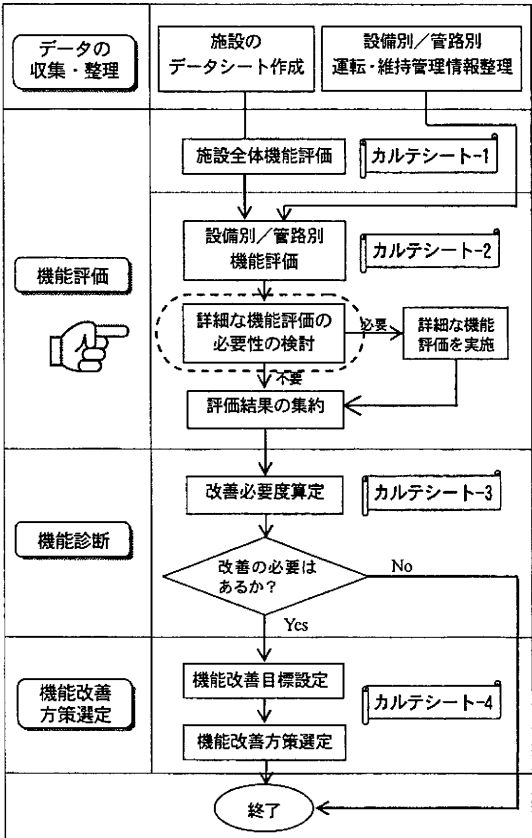 データの
収集・整理
施設の
データシート作成
設備別／管路別
運転・維持管理情報整理
施設全体機能評価
カルテシート-1
設備別／管路別
機能評価
カルテシート-2
機能評価
詳細な機能評価の
必要性の検討
必要
詳細な機能
評価を実施
不要
評価結果の集約
改善必要度算定
カルテシート-3
機能診断
改善の必要は
あるか？
No
Yes
機能改善目標設定
機能改善
方策選定
カルテシート-4
機能改善方策選定
終了